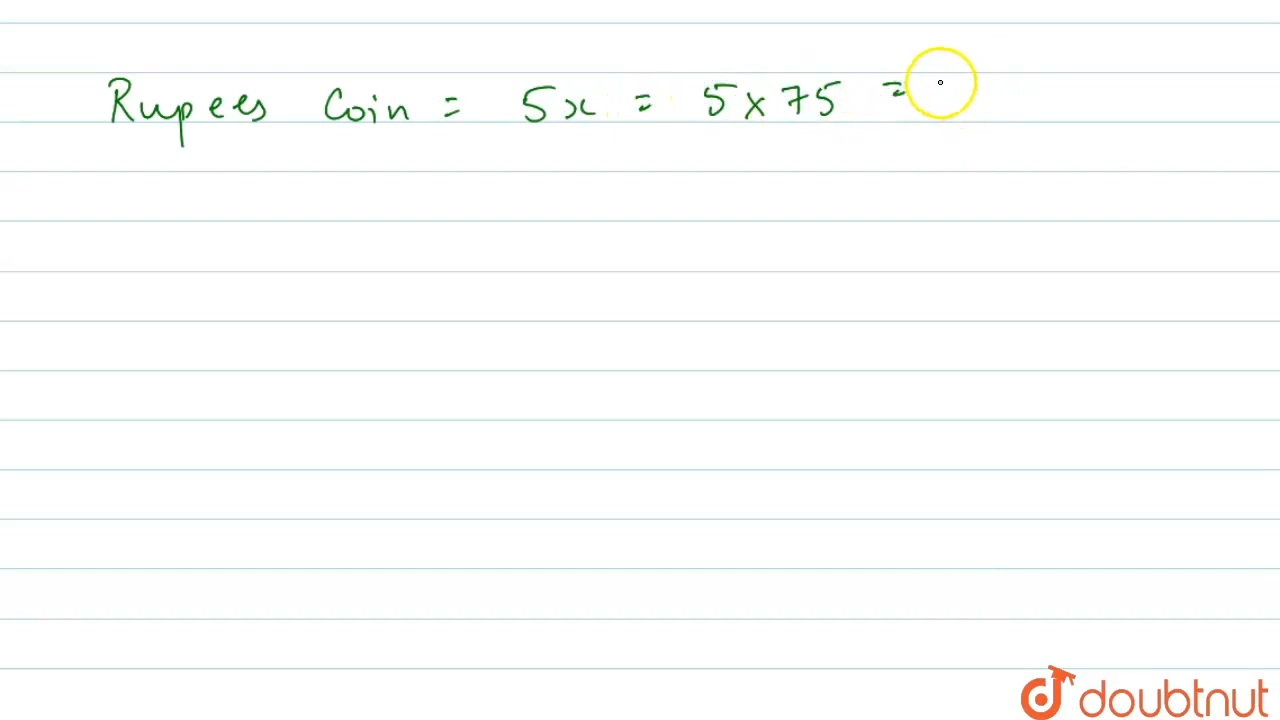 Rupees Coin = 5x = 5 x 75 =
doubtnut